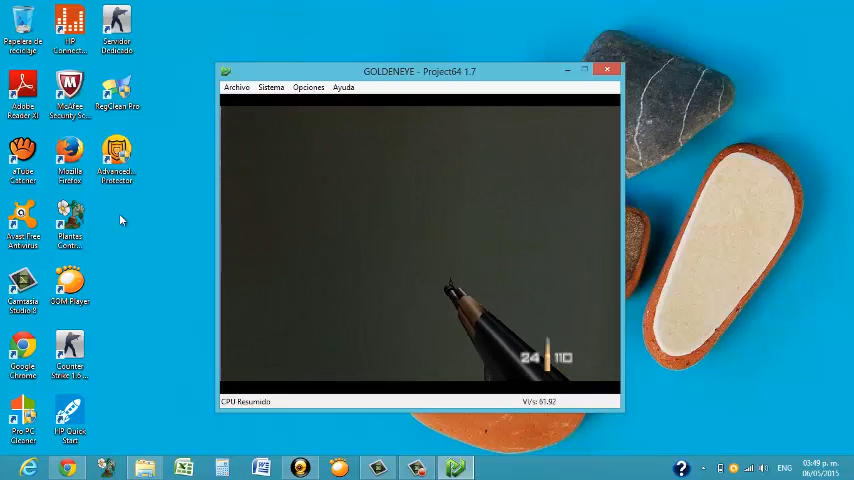 Papelera de
reciclaje
HP
Connect...
Servidor
Dedicado
Adobe
Reader XI
McAfee
Security Sc...
RegClean Pro
aTube
Catcher
Mozilla
Firefox
Advanced...
Protector
Avast Free
Antivirus
Plantas
Contr...
Camtasia
Studio 8
GOM Player
Google
Chrome
Counter
Strike 1.6...
Pro PC
Cleaner
HP Quick
Start
GOLDENEYE - Project64 1.7
Archivo Sistema Opciones Ayuda
24 110
CPU Resumido VI/s: 61.92
ENG
03:49 p. m.
06/05/2015